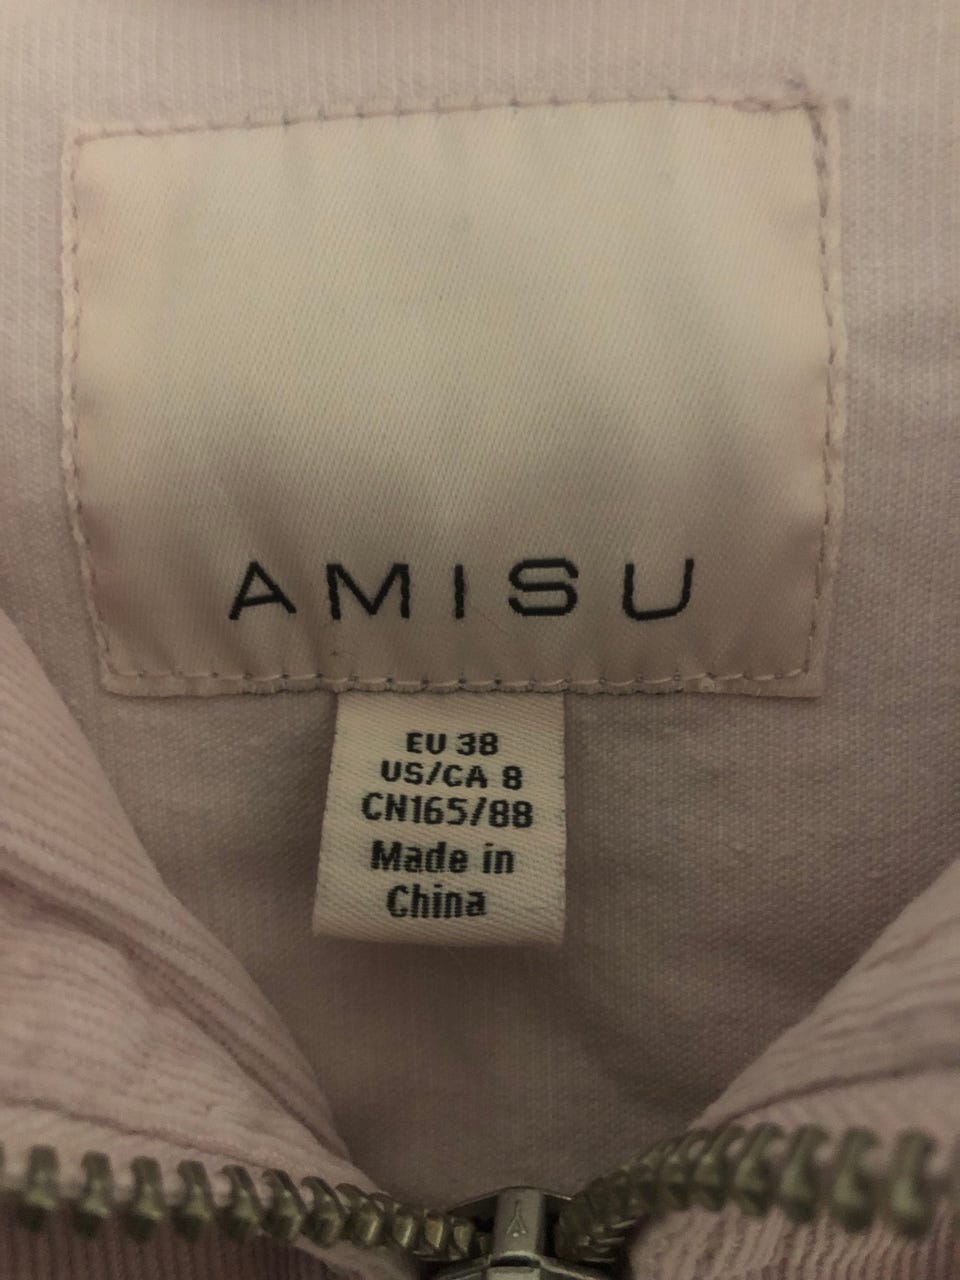 AMISU
EU 38
US/CA 8
CN165/88
Made in
China